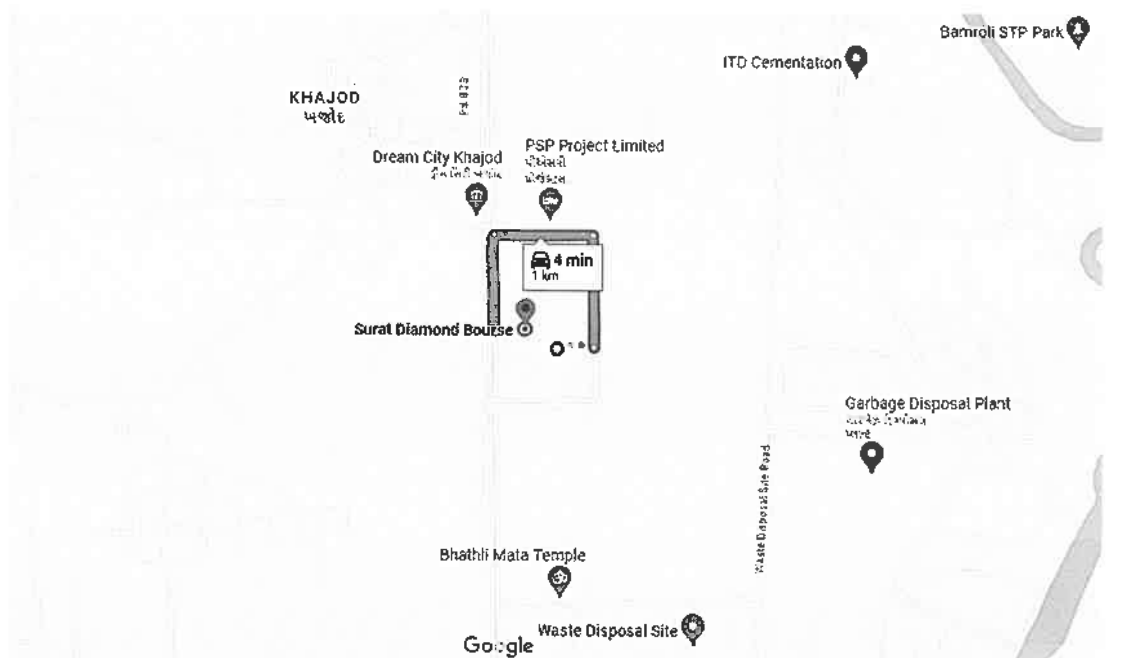 Bamroli STP Park
ITD Cementation
KHAJOD
ખજોદ
PSP Project Limited
Dream City Khajod
4 min
1 km
Surat Diamond Bourse
Garbage Disposal Plant
Waste Disposal Site Road
Bhathli Mata Temple
Waste Disposal Site
Google